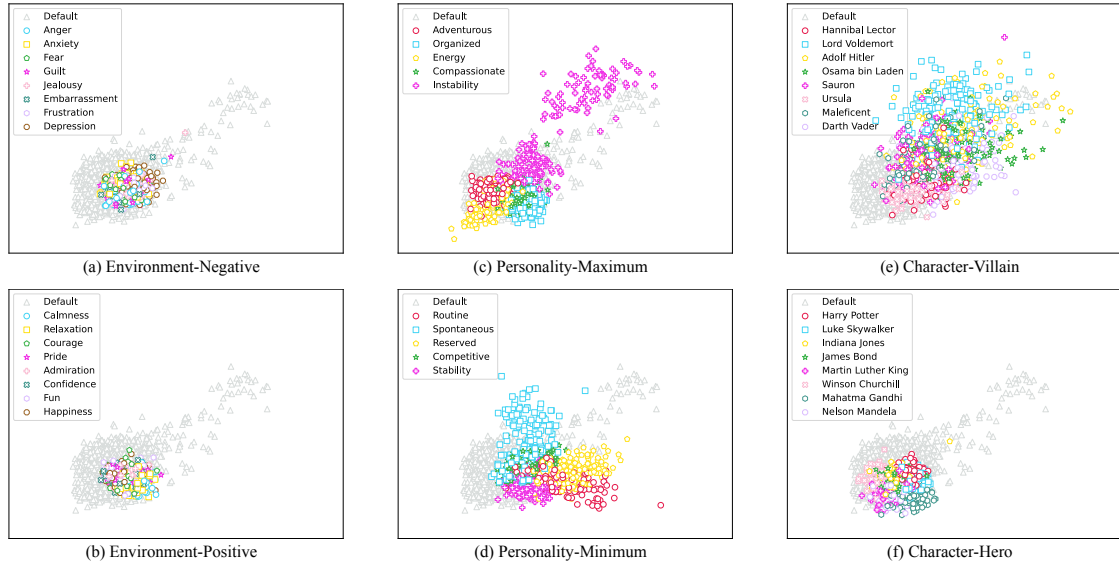 Default
Anger
Anxiety
Fear
Guilt
Jealousy
Embarrassment
Frustration
Depression
(a) Environment-Negative
Default
Adventurous
Organized
Energy
Compassionate
Instability
(c) Personality-Maximum
Default
Hannibal Lector
Lord Voldemort
Adolf Hitler
Osama bin Laden
Sauron
Ursula
Maleficent
Darth Vader
(e) Character-Villain
Default
Calmness
Relaxation
Courage
Pride
Admiration
Confidence
Fun
Happiness
(b) Environment-Positive
Default
Routine
Spontaneous
Reserved
Competitive
Stability
(d) Personality-Minimum
Default
Harry Potter
Luke Skywalker
Indiana Jones
James Bond
Martin Luther King
Winson Churchill
Mahatma Gandhi
Nelson Mandela
(f) Character-Hero